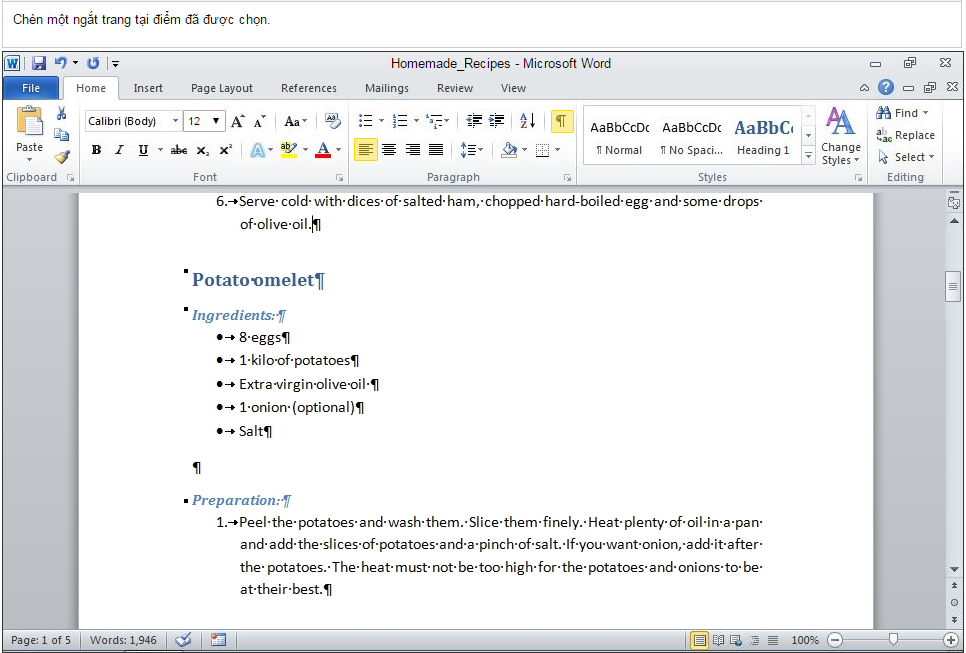 Chèn một ngắt trang tại điểm đã được chọn.
Homemade_Recipes - Microsoft Word
File Home Insert Page Layout References Mailings Review View
Calibri (Body) 12 Aa
Paste
B I U abc X₂ X²
AaBbCcDc AaBbCcDc AaBbCc
¶ Normal ¶ No Spaci... Heading 1
Change
Styles
Find
Replace
Select
Clipboard Font Paragraph Styles Editing
6.→Serve·cold·with·dices·of·salted·ham,·chopped·hard-boiled·egg·and·some·drops·
of·olive·oil.¶
Potato·omelet¶
Ingredients:·¶
•→8·eggs¶
•→1·kilo·of·potatoes¶
•→Extra·virgin·olive·oil·¶
•→1·onion·(optional)¶
•→Salt¶
¶
Preparation:·¶
1.→Peel·the·potatoes·and·wash·them.·Slice·them·finely.·Heat·plenty·of·oil·in·a·pan·
and·add·the·slices·of·potatoes·and·a·pinch·of·salt.·If·you·want·onion,·add·it·after·
the·potatoes.·The·heat·must·not·be·too·high·for·the·potatoes·and·onions·to·be·
at·their·best.¶
Page: 1 of 5 Words: 1,946 100%